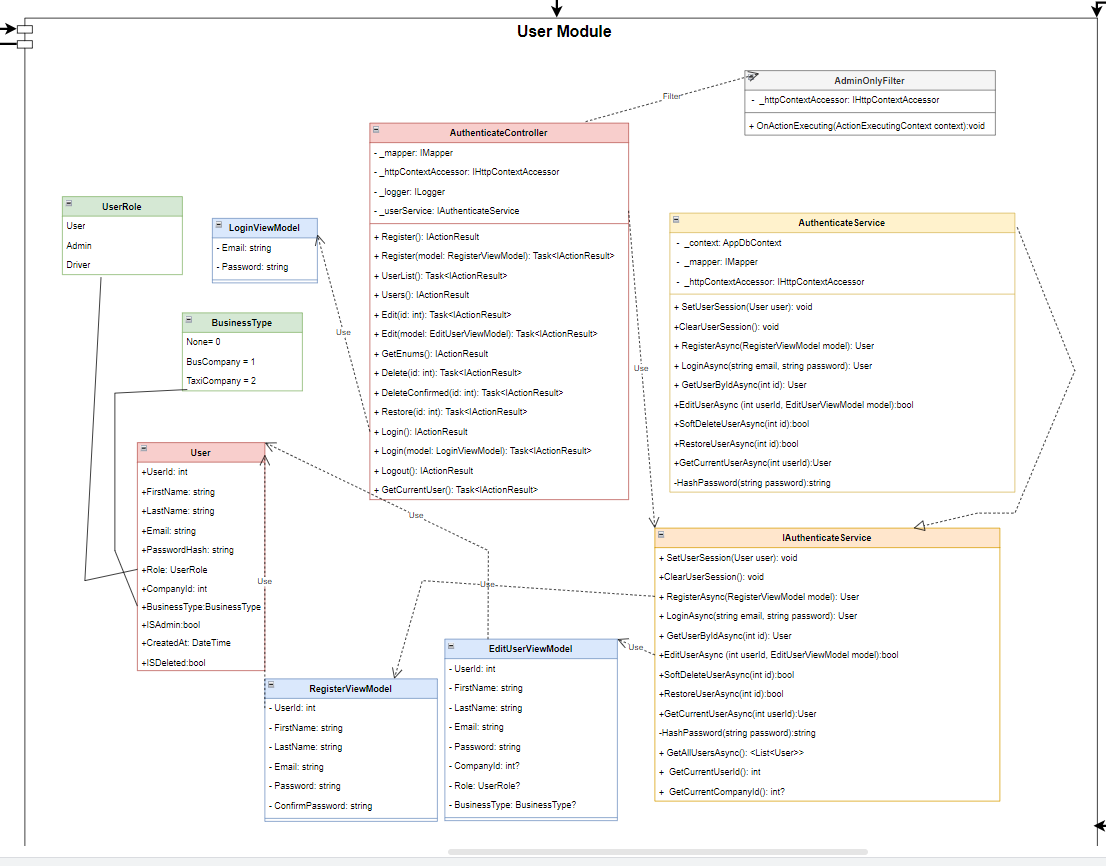 User Module
AdminOnlyFilter
- _httpContextAccessor: IHttpContextAccessor
+ OnActionExecuting(ActionExecutingContext context):void
Filter
AuthenticateController
- _mapper: IMapper
- _httpContextAccessor: IHttpContextAccessor
- _logger: ILogger
- _userService: IAuthenticateService
+ Register(): IActionResult
+ Register(model: RegisterViewModel): Task<IActionResult>
+ UserList(): Task<IActionResult>
+ Users(): IActionResult
+ Edit(id: int): Task<IActionResult>
+ Edit(model: EditUserViewModel): Task<IActionResult>
+ GetEnums(): IActionResult
+ Delete(id: int): Task<IActionResult>
+ DeleteConfirmed(id: int): Task<IActionResult>
+ Restore(id: int): Task<IActionResult>
+ Login(): IActionResult
+ Login(model: LoginViewModel): Task<IActionResult>
+ Logout(): IActionResult
+ GetCurrentUser(): Task<IActionResult>
UserRole
User
Admin
Driver
LoginViewModel
- Email: string
- Password: string
Use
AuthenticateService
- _context: AppDbContext
- _mapper: IMapper
- _httpContextAccessor: IHttpContextAccessor
+ SetUserSession(User user): void
+ClearUserSession(): void
+ RegisterAsync(RegisterViewModel model): User
+ LoginAsync(string email, string password): User
+ GetUserByIdAsync(int id): User
+EditUserAsync (int userId, EditUserViewModel model):bool
+SoftDeleteUserAsync(int id):bool
+RestoreUserAsync(int id):bool
+GetCurrentUserAsync(int userId):User
-HashPassword(string password):string
Use
BusinessType
None= 0
BusCompany = 1
TaxiCompany = 2
User
+UserId: int
+FirstName: string
+LastName: string
+Email: string
+PasswordHash: string
+Role: UserRole
+CompanyId: int
+BusinessType:BusinessType
+ISAdmin:bool
+CreatedAt: DateTime
+ISDeleted:bool
Use
Use
Use
IAuthenticateService
+ SetUserSession(User user): void
+ClearUserSession(): void
+ RegisterAsync(RegisterViewModel model): User
+ LoginAsync(string email, string password): User
+ GetUserByIdAsync(int id): User
+EditUserAsync (int userId, EditUserViewModel model):bool
+SoftDeleteUserAsync(int id):bool
+RestoreUserAsync(int id):bool
+GetCurrentUserAsync(int userId):User
-HashPassword(string password):string
+ GetAllUsersAsync(): <List<User>>
+ GetCurrentUserId(): int
+ GetCurrentCompanyId(): int?
Use
EditUserViewModel
- UserId: int
- FirstName: string
- LastName: string
- Email: string
- Password: string
- CompanyId: int?
- Role: UserRole?
- BusinessType: BusinessType?
RegisterViewModel
- UserId: int
- FirstName: string
- LastName: string
- Email: string
- Password: string
- ConfirmPassword: string